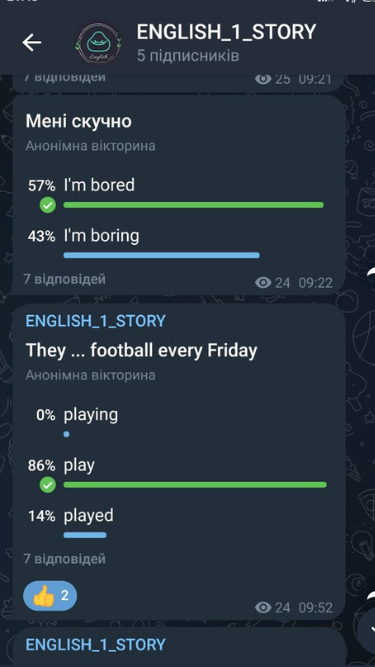 ENGLISH_1_STORY
5 підписників
7 відповідей 25 09:21
Мені скучно
Анонімна вікторина
57% I'm bored
43% I'm boring
7 відповідей 24 09:22
ENGLISH_1_STORY
They ... football every Friday
Анонімна вікторина
0% playing
86% play
14% played
7 відповідей
2
24 09:52
ENGLISH_1_STORY